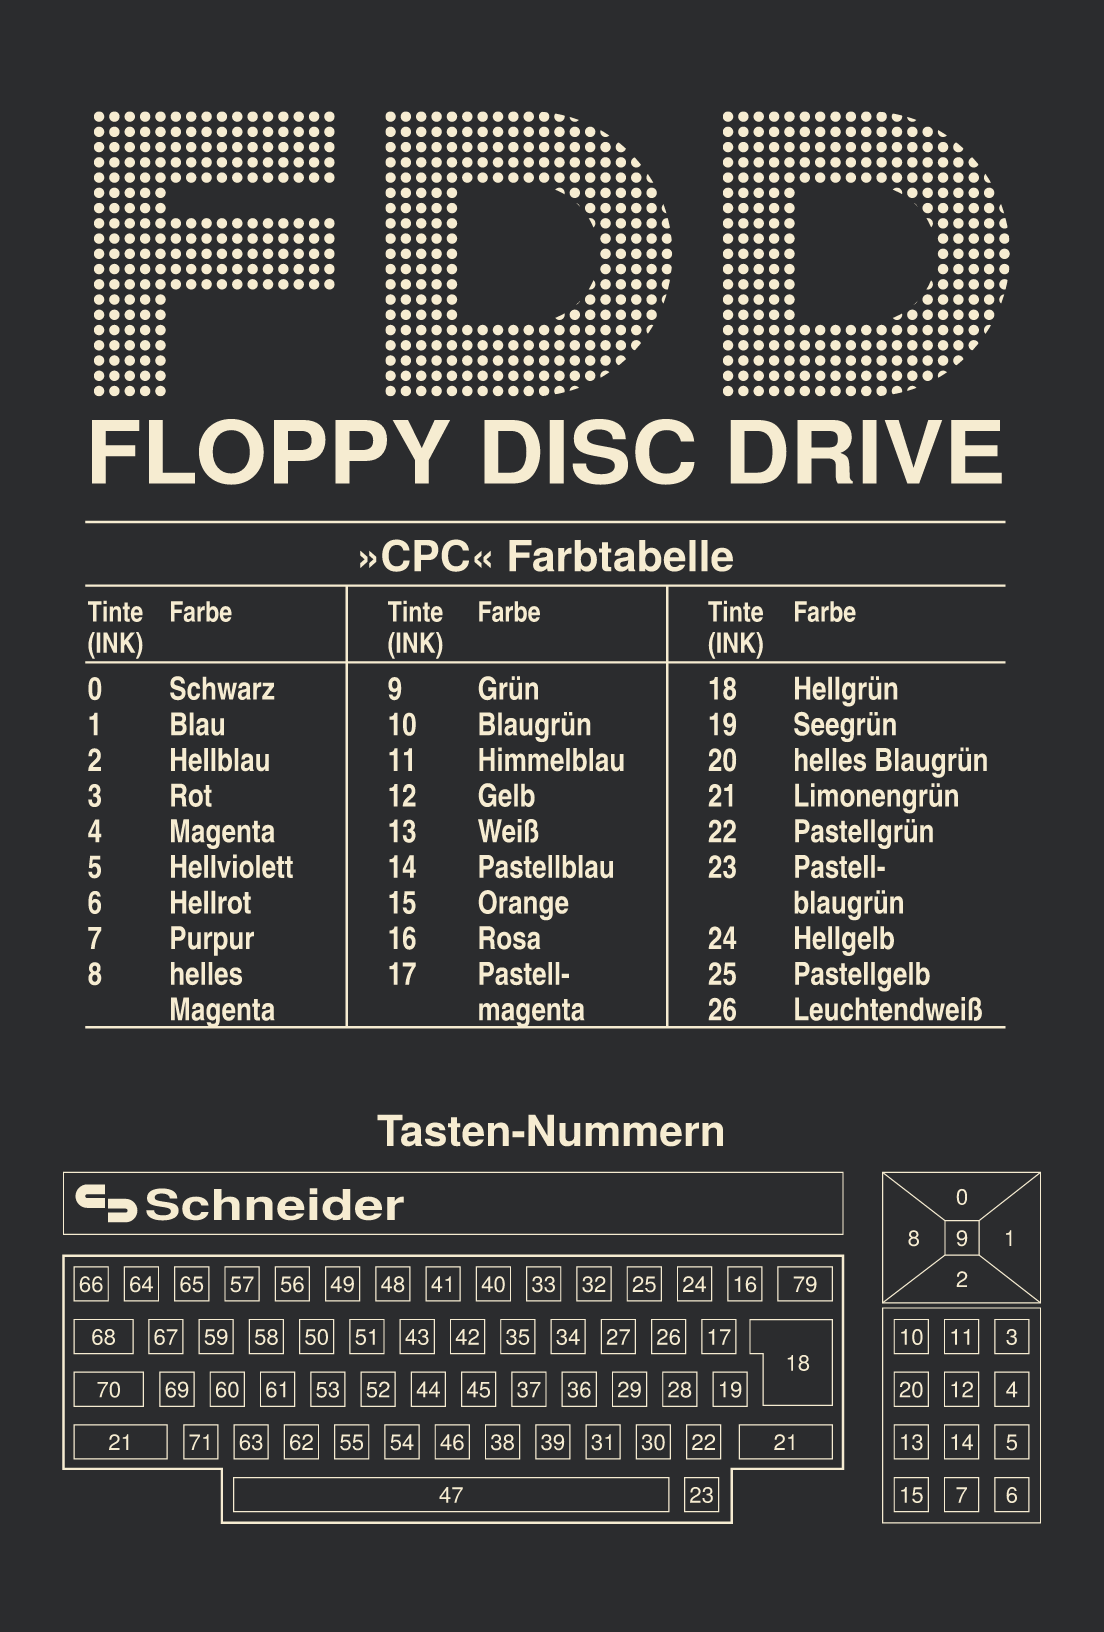 FDD
FLOPPY DISC DRIVE
»CPC« Farbtabelle
Tinte Farbe Tinte Farbe Tinte Farbe
(INK) (INK) (INK)
0 Schwarz 9 Grün 18 Hellgrün
1 Blau 10 Blaugrün 19 Seegrün
2 Hellblau 11 Himmelblau 20 helles Blaugrün
3 Rot 12 Gelb 21 Limonengrün
4 Magenta 13 Weiß 22 Pastellgrün
5 Hellviolett 14 Pastellblau 23 Pastell-
6 Hellrot 15 Orange blaugrün
7 Purpur 16 Rosa 24 Hellgelb
8 helles 17 Pastell- 25 Pastellgelb
Magenta magenta 26 Leuchtendweiß
Tasten-Nummern
Schneider
0
8 9 1
2
66 64 65 57 56 49 48 41 40 33 32 25 24 16 79
68 67 59 58 50 51 43 42 35 34 27 26 17 18 10 11 3
70 69 60 61 53 52 44 45 37 36 29 28 19 20 12 4
21 71 63 62 55 54 46 38 39 31 30 22 21 13 14 5
47 23 15 7 6